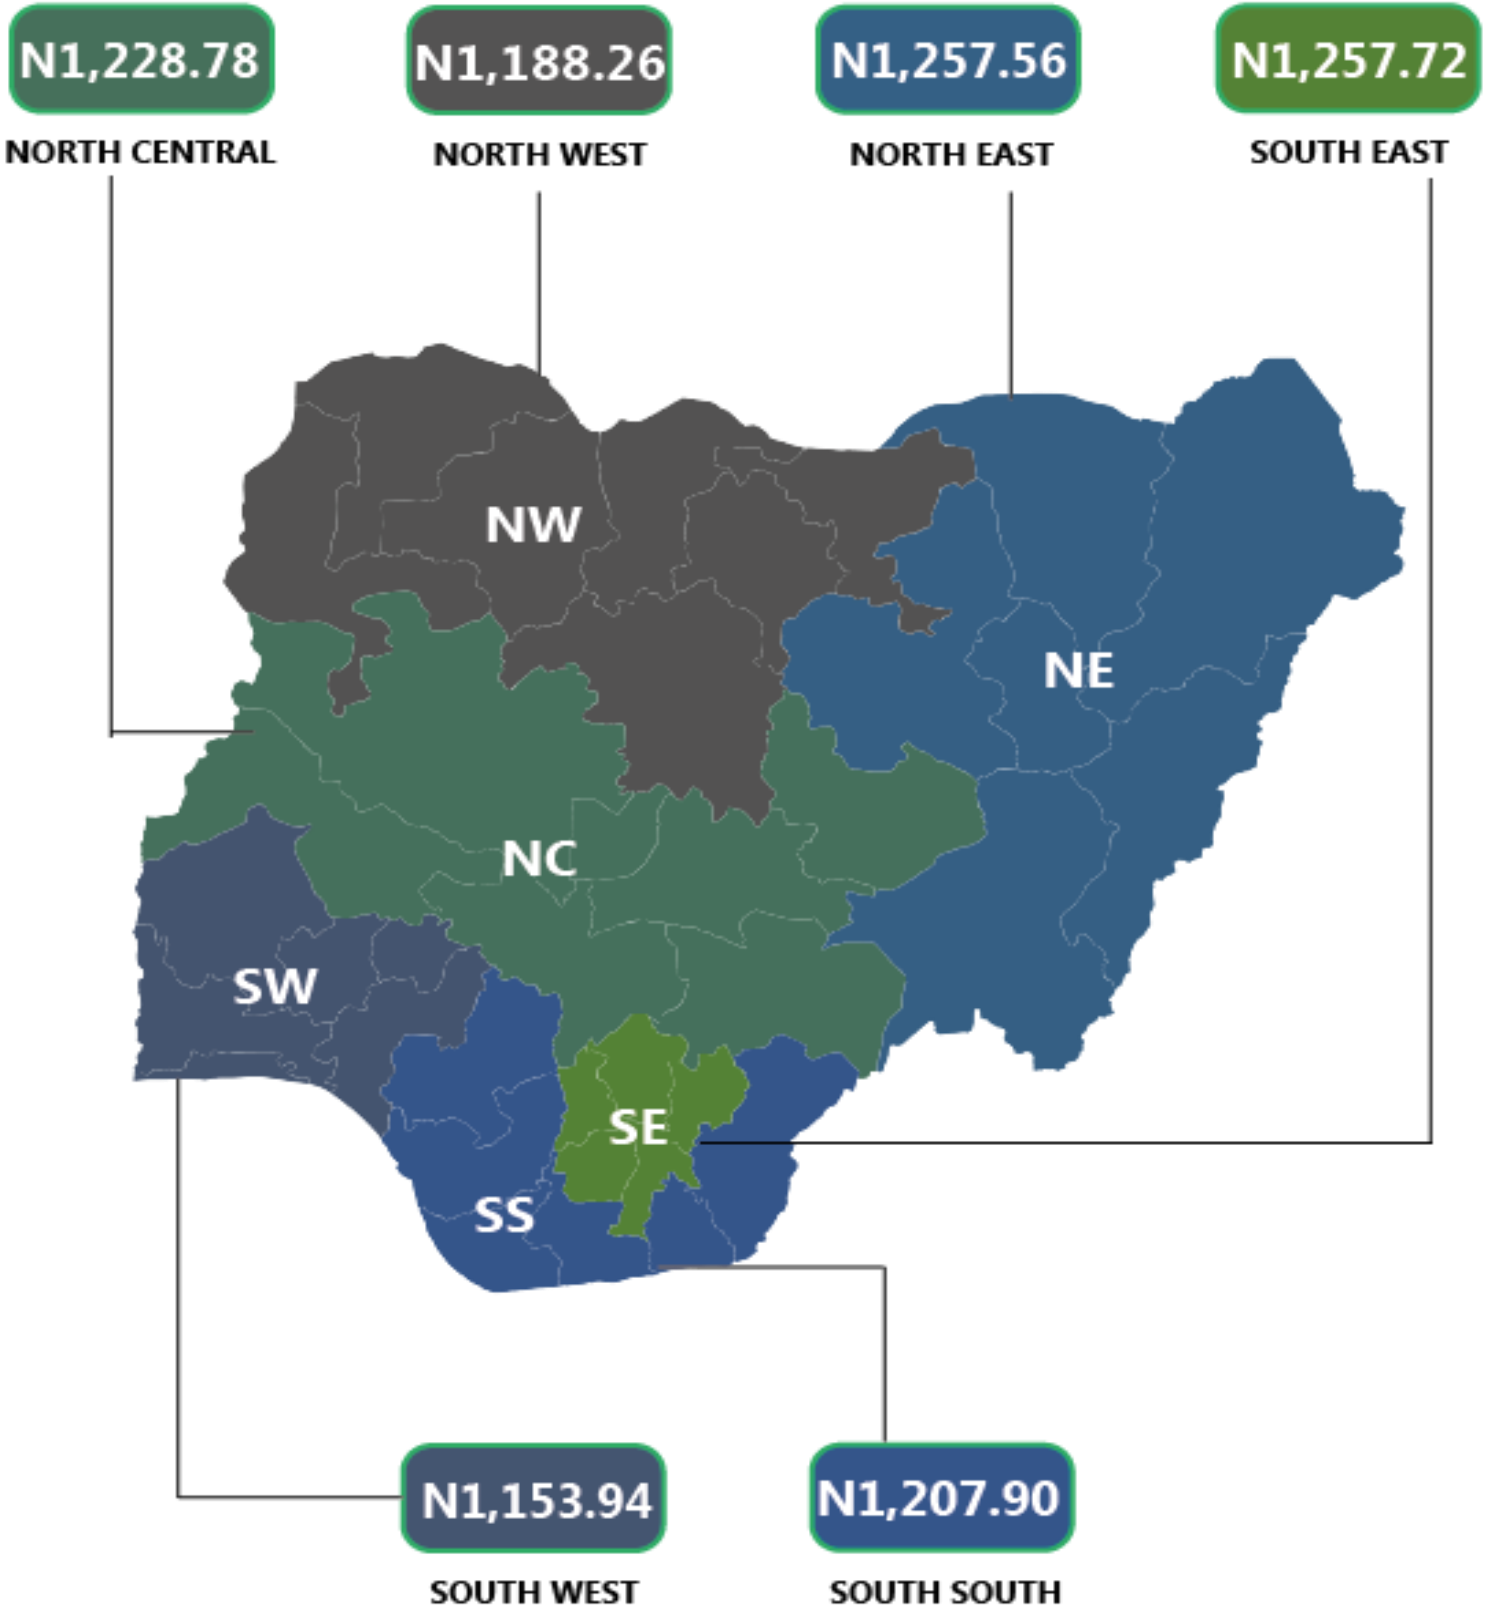 N1,228.78
N1,188.26
N1,257.56
N1,257.72
NORTH CENTRAL
NORTH WEST
NORTH EAST
SOUTH EAST
NW
NE
NC
SW
SE
SS
N1,153.94
N1,207.90
SOUTH WEST
SOUTH SOUTH